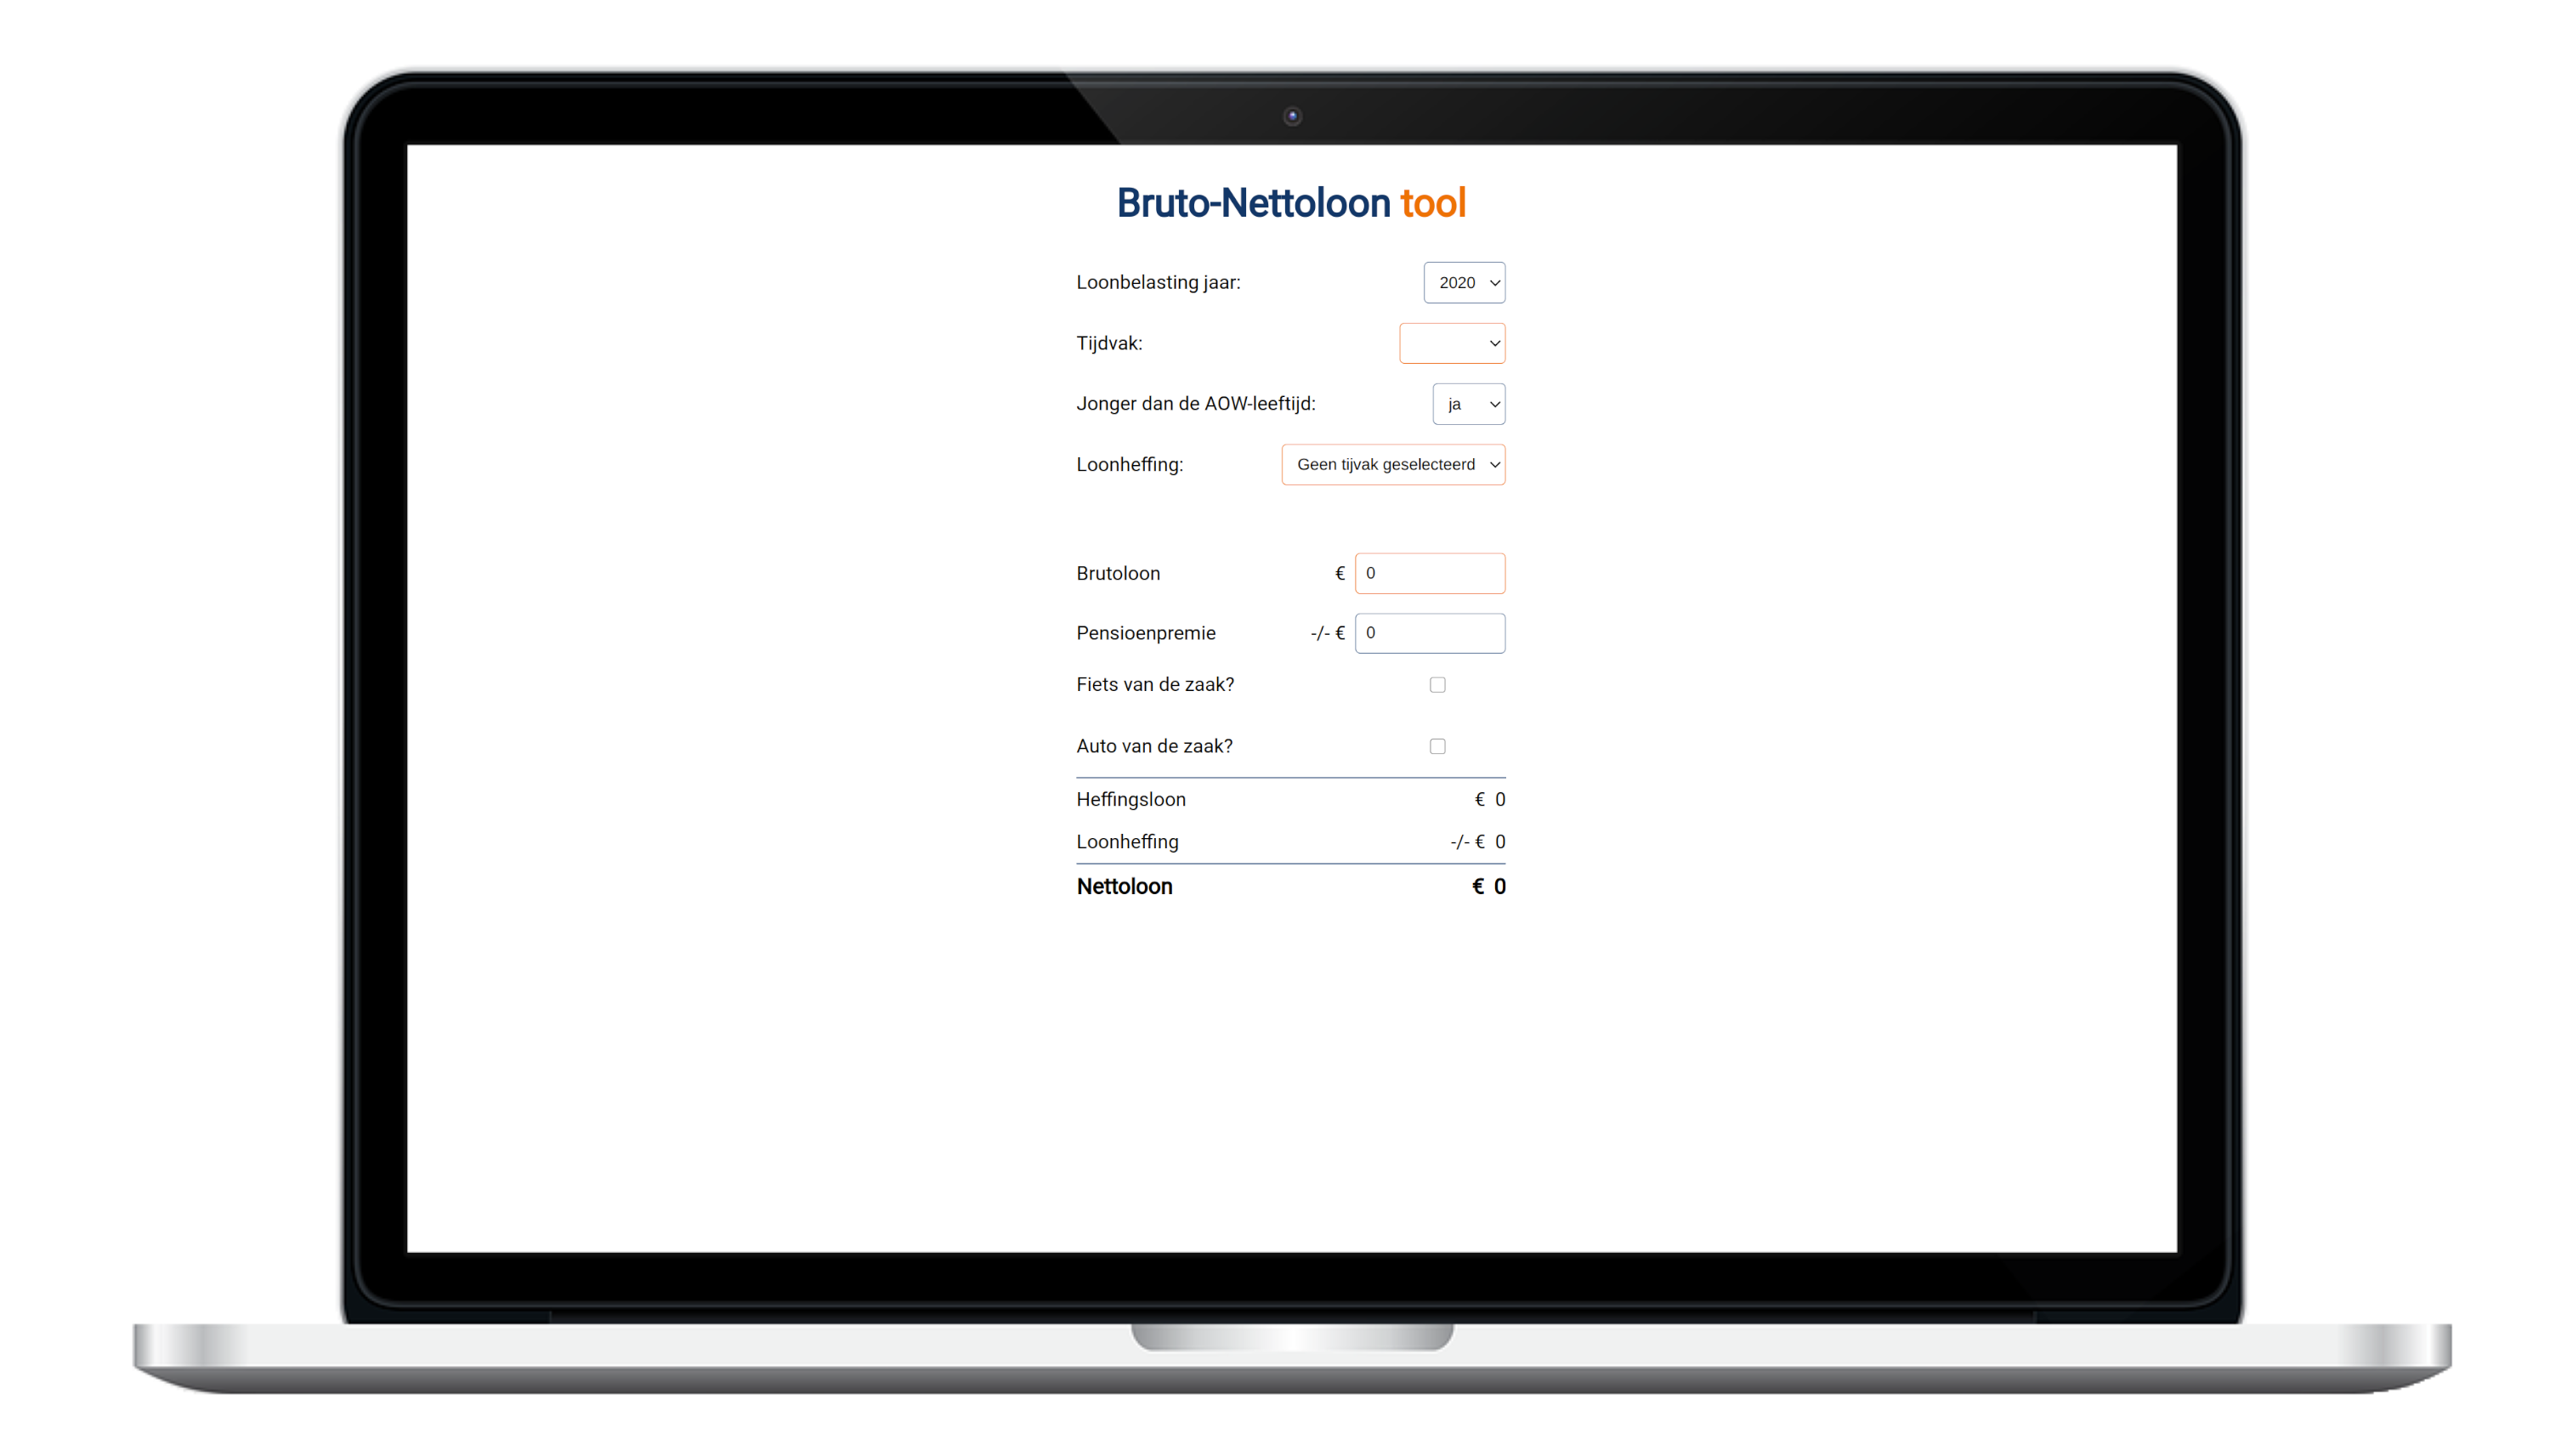 Bruto-Nettoloon tool
Loonbelasting jaar: 2020
Tijdvak:
Jonger dan de AOW-leeftijd: ja
Loonheffing: Geen tijvak geselecteerd
Brutoloon € 0
Pensioenpremie -/- € 0
Fiets van de zaak?
Auto van de zaak?
Heffingsloon € 0
Loonheffing -/- € 0
Nettoloon € 0